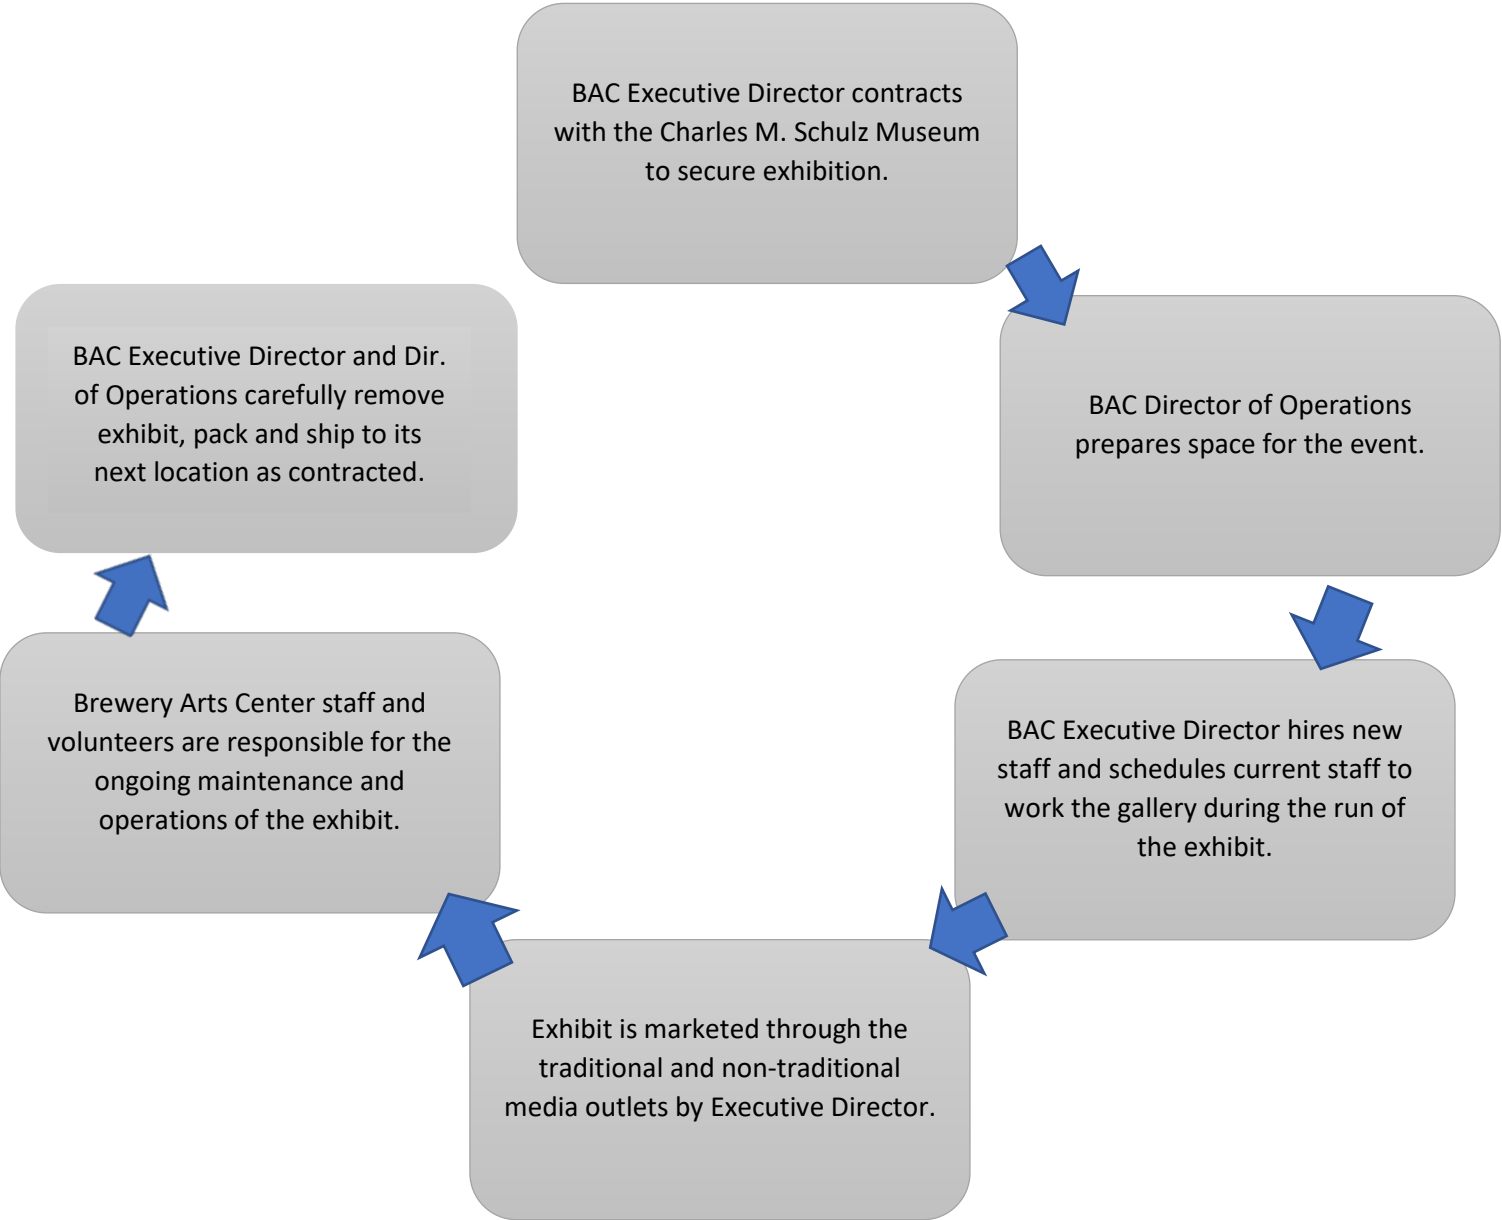 BAC Executive Director contracts
with the Charles M. Schulz Museum
to secure exhibition.
BAC Director of Operations
prepares space for the event.
BAC Executive Director hires new
staff and schedules current staff to
work the gallery during the run of
the exhibit.
Exhibit is marketed through the
traditional and non-traditional
media outlets by Executive Director.
Brewery Arts Center staff and
volunteers are responsible for the
ongoing maintenance and
operations of the exhibit.
BAC Executive Director and Dir.
of Operations carefully remove
exhibit, pack and ship to its
next location as contracted.